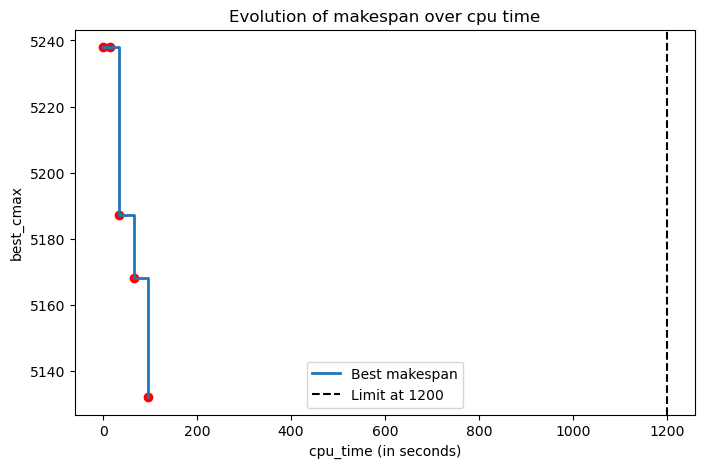 Evolution of makespan over cpu time
best_cmax
5240
5220
5200
5180
5160
5140
Best makespan
Limit at 1200
0
200
400
600
800
1000
1200
cpu_time (in seconds)